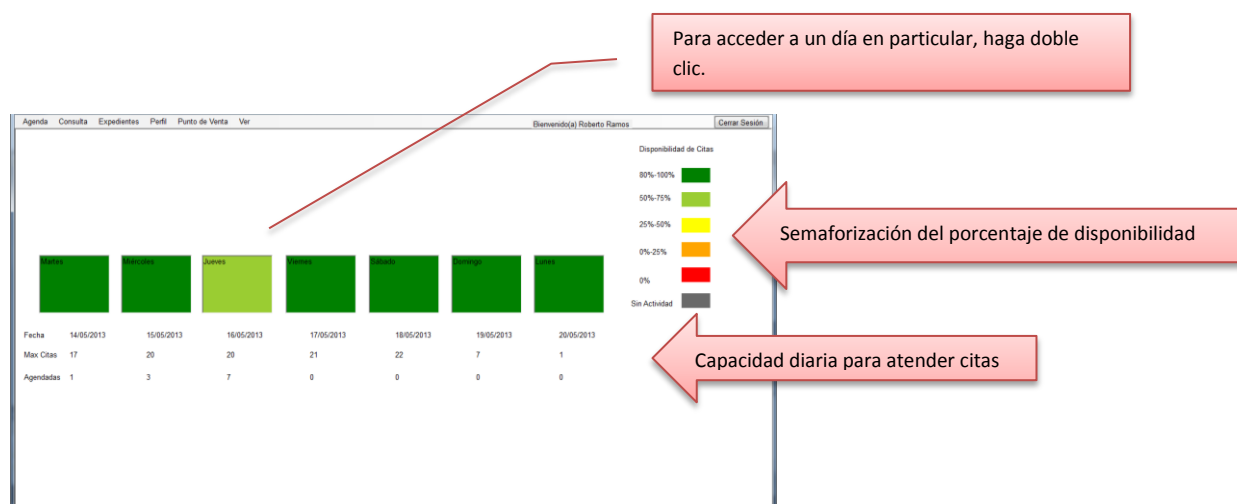 Para acceder a un día en particular, haga doble
clic.
Agenda Consulta Expedientes Perfil Punto de Venta Ver Bienvenido(a) Roberto Ramos Cerrar Sesión
Disponibilidad de Citas
80%-100%
50%-75%
25%-50%
0%-25%
0%
Sin Actividad
Semaforización del porcentaje de disponibilidad
Martes Miércoles Jueves Viernes Sábado Domingo Lunes
Fecha 14/05/2013 15/05/2013 16/05/2013 17/05/2013 18/05/2013 19/05/2013 20/05/2013
Max Citas 17 20 20 21 22 7 1
Agendadas 1 3 7 0 0 0 0
Capacidad diaria para atender citas